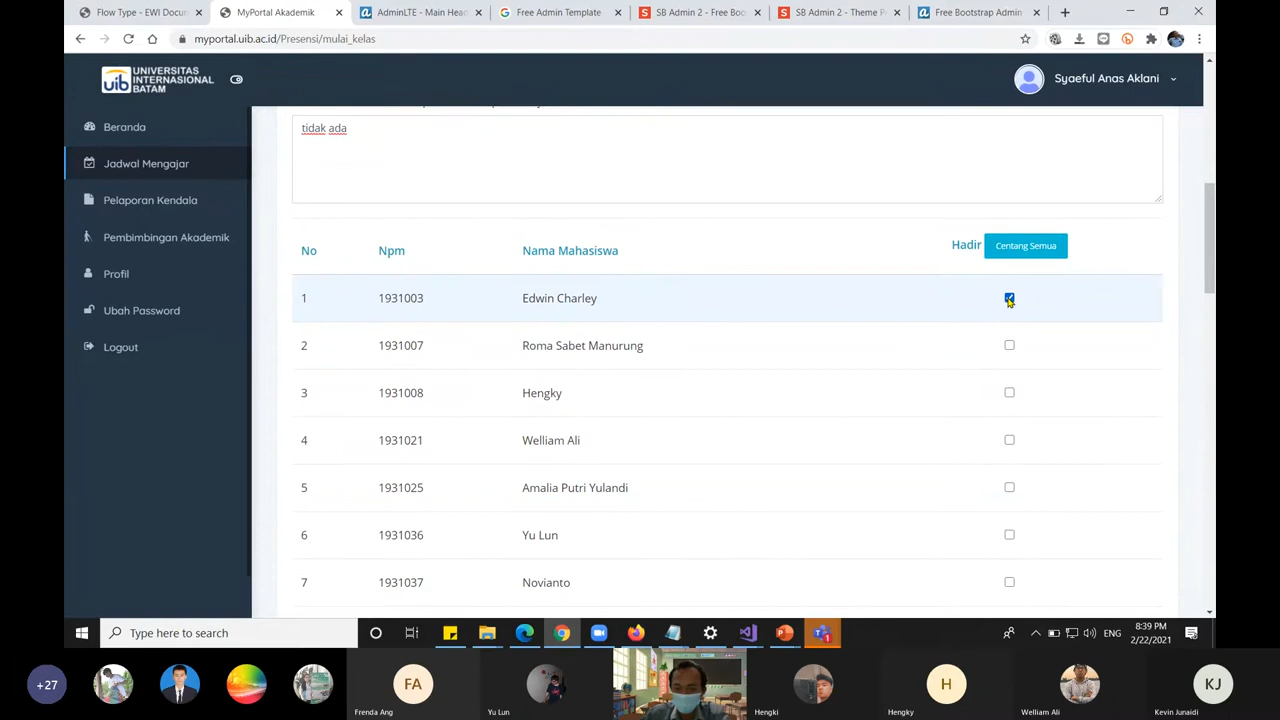 Flow Type - EWI Docum
MyPortal Akademik
AdminLTE - Main Head
Free Admin Template
SB Admin 2 - Free Boo
SB Admin 2 - Theme Pr
Free Bootstrap Admin
myportal.uib.ac.id/Presensi/mulai_kelas
uib UNIVERSITAS
INTERNASIONAL
BATAM
Syaeful Anas Aklani
Beranda
Jadwal Mengajar
Pelaporan Kendala
Pembimbingan Akademik
Profil
Ubah Password
Logout
tidak ada
No Npm Nama Mahasiswa Hadir Centang Semua
1 1931003 Edwin Charley
2 1931007 Roma Sabet Manurung
3 1931008 Hengky
4 1931021 Welliam Ali
5 1931025 Amalia Putri Yulandi
6 1931036 Yu Lun
7 1931037 Novianto
Type here to search
ENG
8:39 PM
2/22/2021
+27
FA
H
KJ
Frenda Ang
Yu Lun
Hengki
Hengky
Welliam Ali
Kevin Junaidi